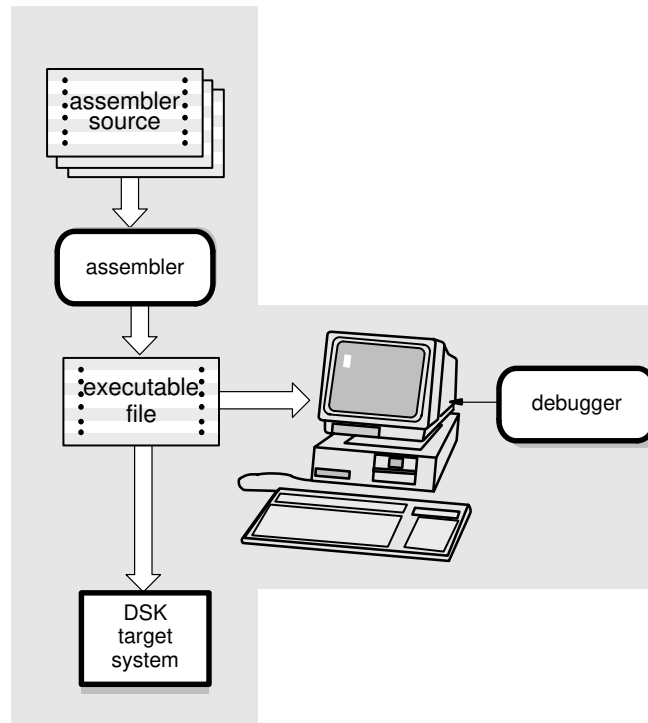 assembler
source
assembler
executable
file
debugger
DSK
target
system